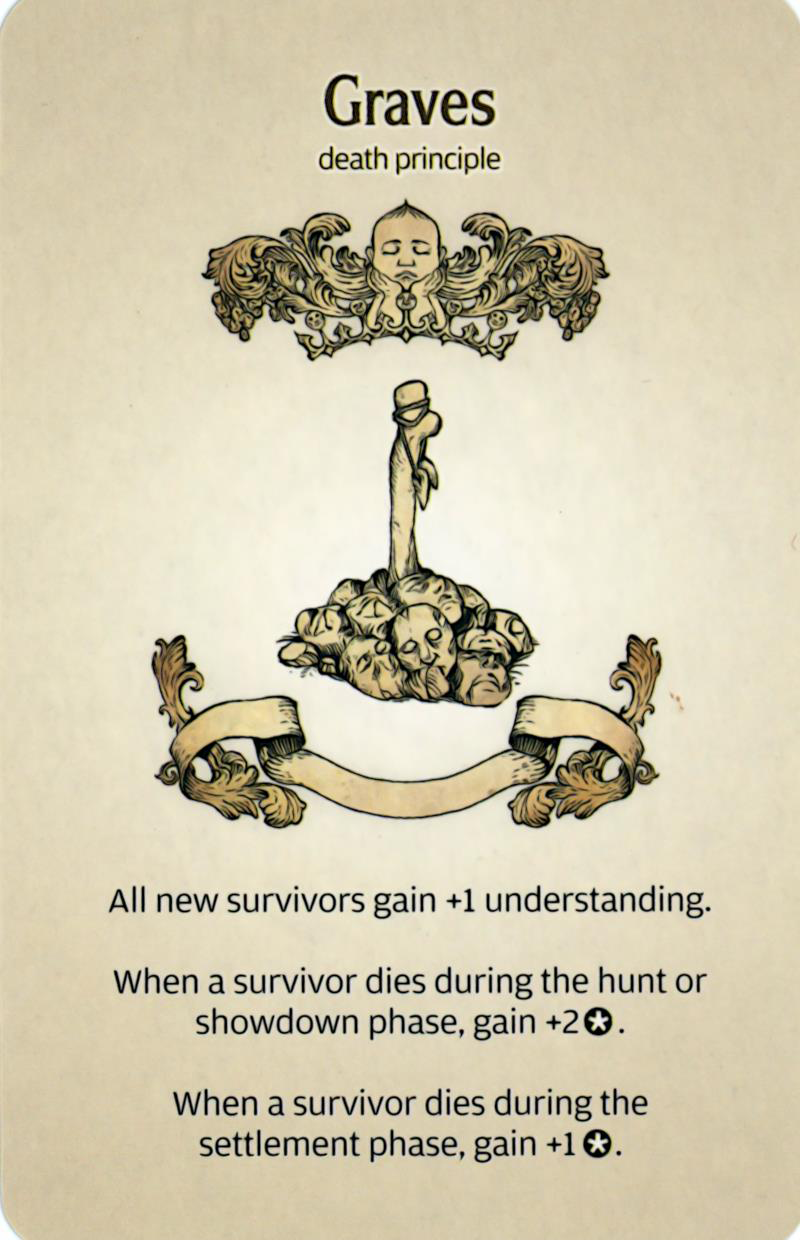 Graves
death principle
All new survivors gain +1 understanding.
When a survivor dies during the hunt or
showdown phase, gain +2✪.
When a survivor dies during the
settlement phase, gain +1 ✪.